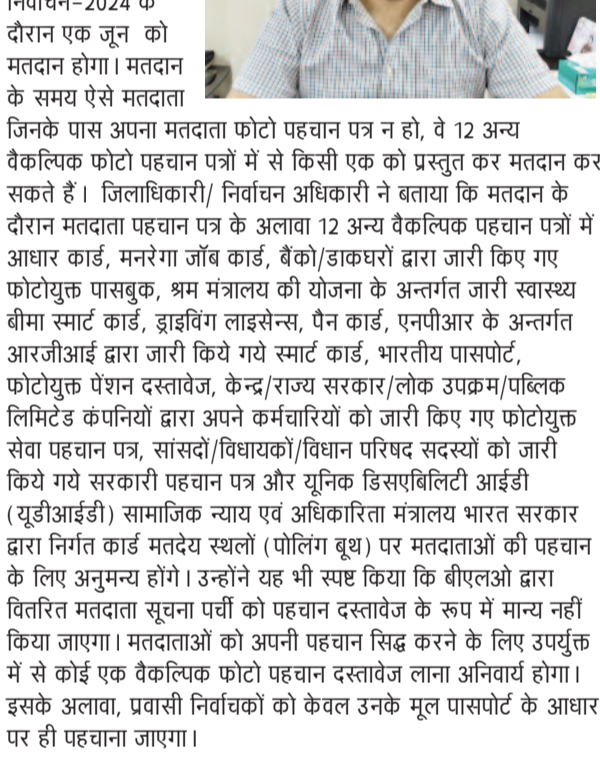 निर्वाचन-2024 के
दौरान एक जून को
मतदान होगा। मतदान
के समय ऐसे मतदाता
जिनके पास अपना मतदाता फोटो पहचान पत्र न हो, वे 12 अन्य
वैकल्पिक फोटो पहचान पत्रों में से किसी एक को प्रस्तुत कर मतदान कर
सकते हैं। जिलाधिकारी/ निर्वाचन अधिकारी ने बताया कि मतदान के
दौरान मतदाता पहचान पत्र के अलावा 12 अन्य वैकल्पिक पहचान पत्रों में
आधार कार्ड, मनरेगा जॉब कार्ड, बैंको/डाकघरों द्वारा जारी किए गए
फोटोयुक्त पासबुक, श्रम मंत्रालय की योजना के अन्तर्गत जारी स्वास्थ्य
बीमा स्मार्ट कार्ड, ड्राइविंग लाइसेन्स, पैन कार्ड, एनपीआर के अन्तर्गत
आरजीआई द्वारा जारी किये गये स्मार्ट कार्ड, भारतीय पासपोर्ट,
फोटोयुक्त पेंशन दस्तावेज, केन्द्र/राज्य सरकार/लोक उपक्रम/पब्लिक
लिमिटेड कंपनियों द्वारा अपने कर्मचारियों को जारी किए गए फोटोयुक्त
सेवा पहचान पत्र, सांसदों/विधायकों/विधान परिषद सदस्यों को जारी
किये गये सरकारी पहचान पत्र और यूनिक डिसएबिलिटी आईडी
(यूडीआईडी) सामाजिक न्याय एवं अधिकारिता मंत्रालय भारत सरकार
द्वारा निर्गत कार्ड मतदेय स्थलों (पोलिंग बूथ) पर मतदाताओं की पहचान
के लिए अनुमन्य होंगे। उन्होंने यह भी स्पष्ट किया कि बीएलओ द्वारा
वितरित मतदाता सूचना पर्ची को पहचान दस्तावेज के रूप में मान्य नहीं
किया जाएगा। मतदाताओं को अपनी पहचान सिद्ध करने के लिए उपर्युक्त
में से कोई एक वैकल्पिक फोटो पहचान दस्तावेज लाना अनिवार्य होगा।
इसके अलावा, प्रवासी निर्वाचकों को केवल उनके मूल पासपोर्ट के आधार
पर ही पहचाना जाएगा।